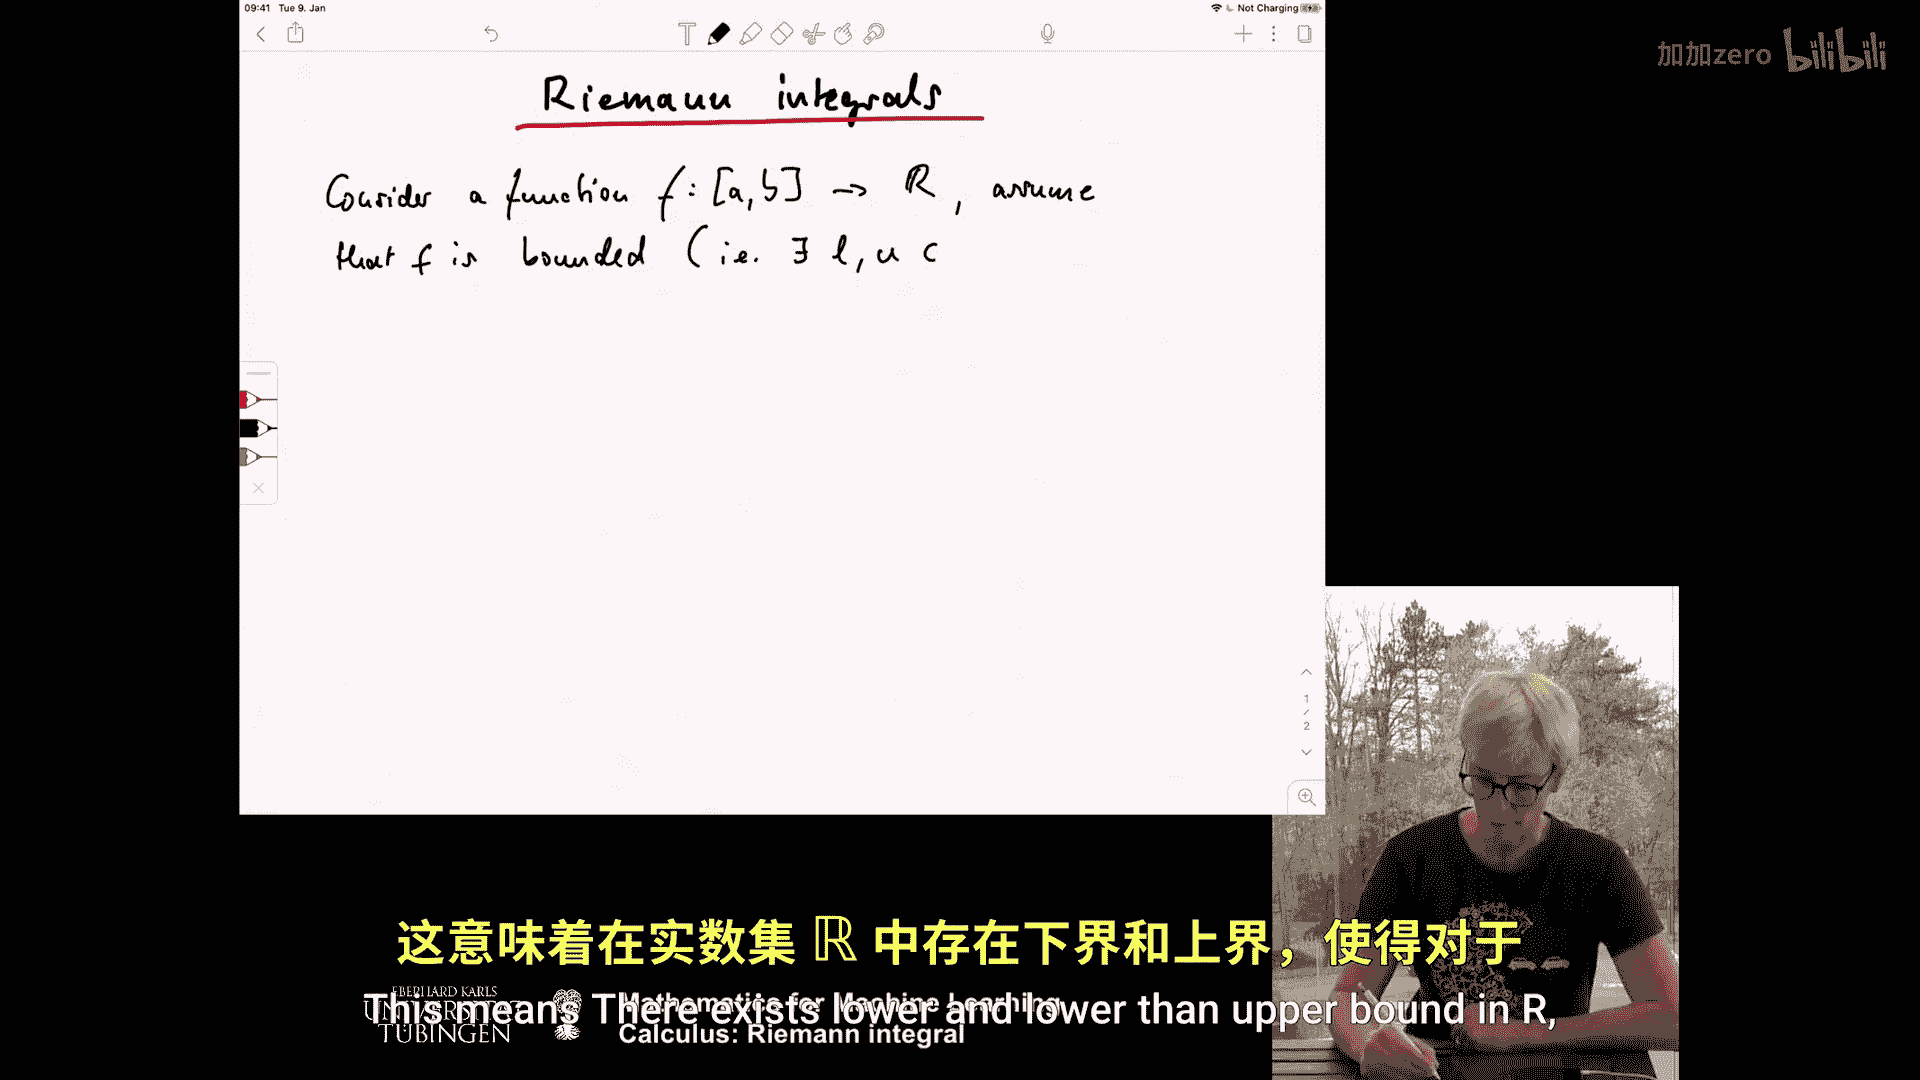 09:41 Tue 9. Jan
Not Charging
加加zero bilibili
T
Riemann integrals
Consider a function f: [a,b] → ℝ, assume
that f is bounded (i.e. ∃ l, u c
1
/
2
这意味着在实数集 ℝ 中存在下界和上界，使得对于
This means There exists lower and lower than upper bound in R,
EBERHARD KARLS
UNIVERSITÄT
TÜBINGEN
Mathematics for Machine Learning
Calculus: Riemann integral